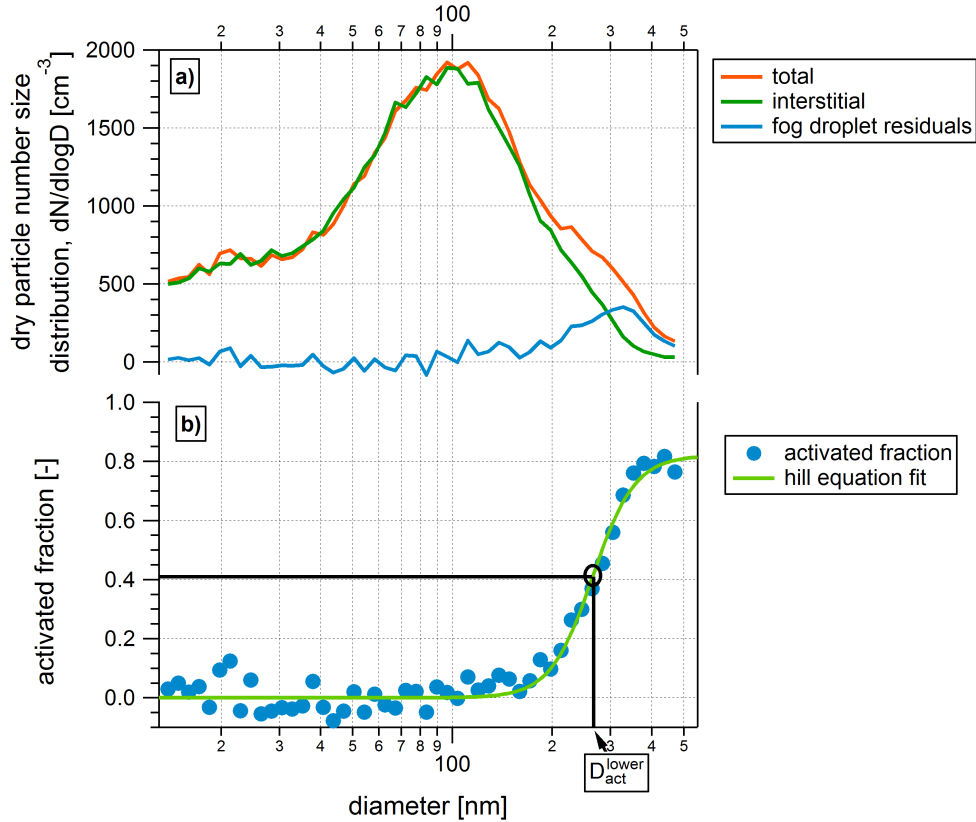 100
2 3 4 5 6 7 8 9 2 3 4 5
2000
1500
1000
500
0
dry particle number size
distribution, dN/dlogD [cm⁻³]
a)
total
interstitial
fog droplet residuals
1.0
0.8
0.6
0.4
0.2
0.0
activated fraction [-]
b)
activated fraction
hill equation fit
2 3 4 5 6 7 8 9 2 3 4 5
100
D_act^lower
diameter [nm]